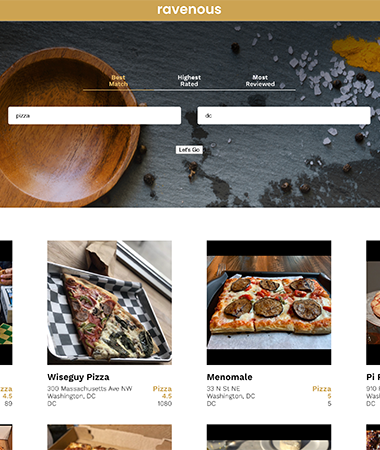 ravenous
Best Match
Highest Rated
Most Reviewed
pizza
dc
Let's Go
zza
4.5
89
Wiseguy Pizza
300 Massachusetts Ave NW
Washington, DC
DC
Pizza
4.5
1080
Menomale
33 N St NE
Washington, DC
DC
Pizza
5
5
Pi P
910
Wash
DC